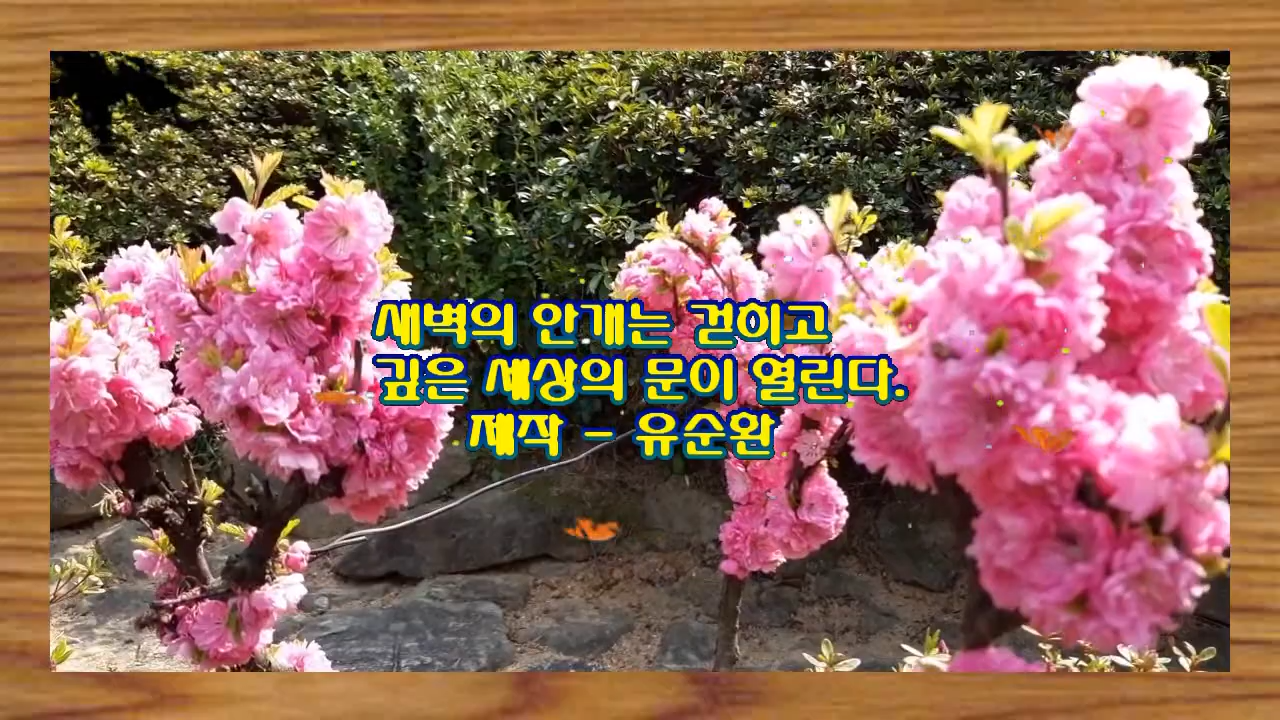 새벽의 안개는 걷히고
깊은 세상의 문이 열린다.
제작 - 유순환